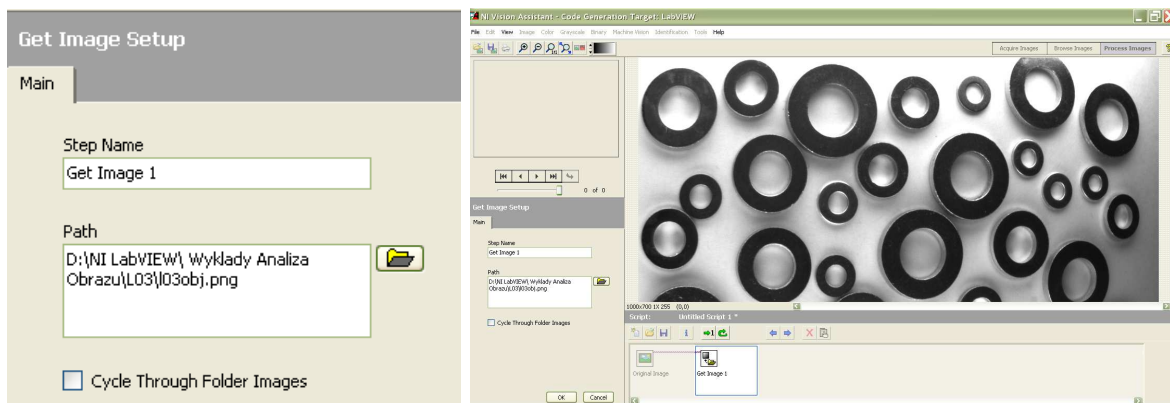 Get Image Setup
Main
Step Name
Get Image 1
Path
D:\NI LabVIEW\ Wyklady Analiza
Obrazu\L03\l03obj.png
Cycle Through Folder Images
NI Vision Assistant - Code Generation Target: LabVIEW
File Edit View Image Color Grayscale Binary Machine Vision Identification Tools Help
Acquire Images Browse Images Process Images
0 of 0
Get Image Setup
Main
Step Name
Get Image 1
Path
D:\NI LabVIEW\ Wyklady Analiza
Obrazu\L03\l03obj.png
Cycle Through Folder Images
OK Cancel
1000x700 1X 255 (0,0)
Script: Untitled Script 1 *
Original Image Get Image 1